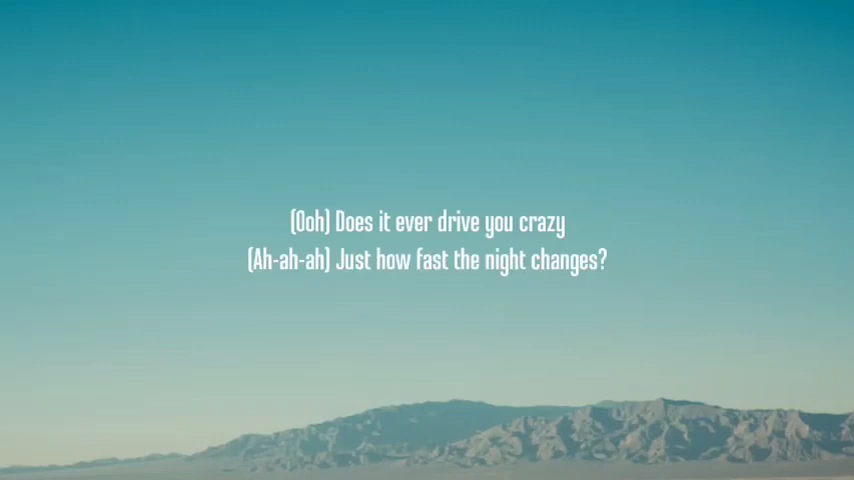 (Ooh) Does it ever drive you crazy
(Ah-ah-ah) Just how fast the night changes?